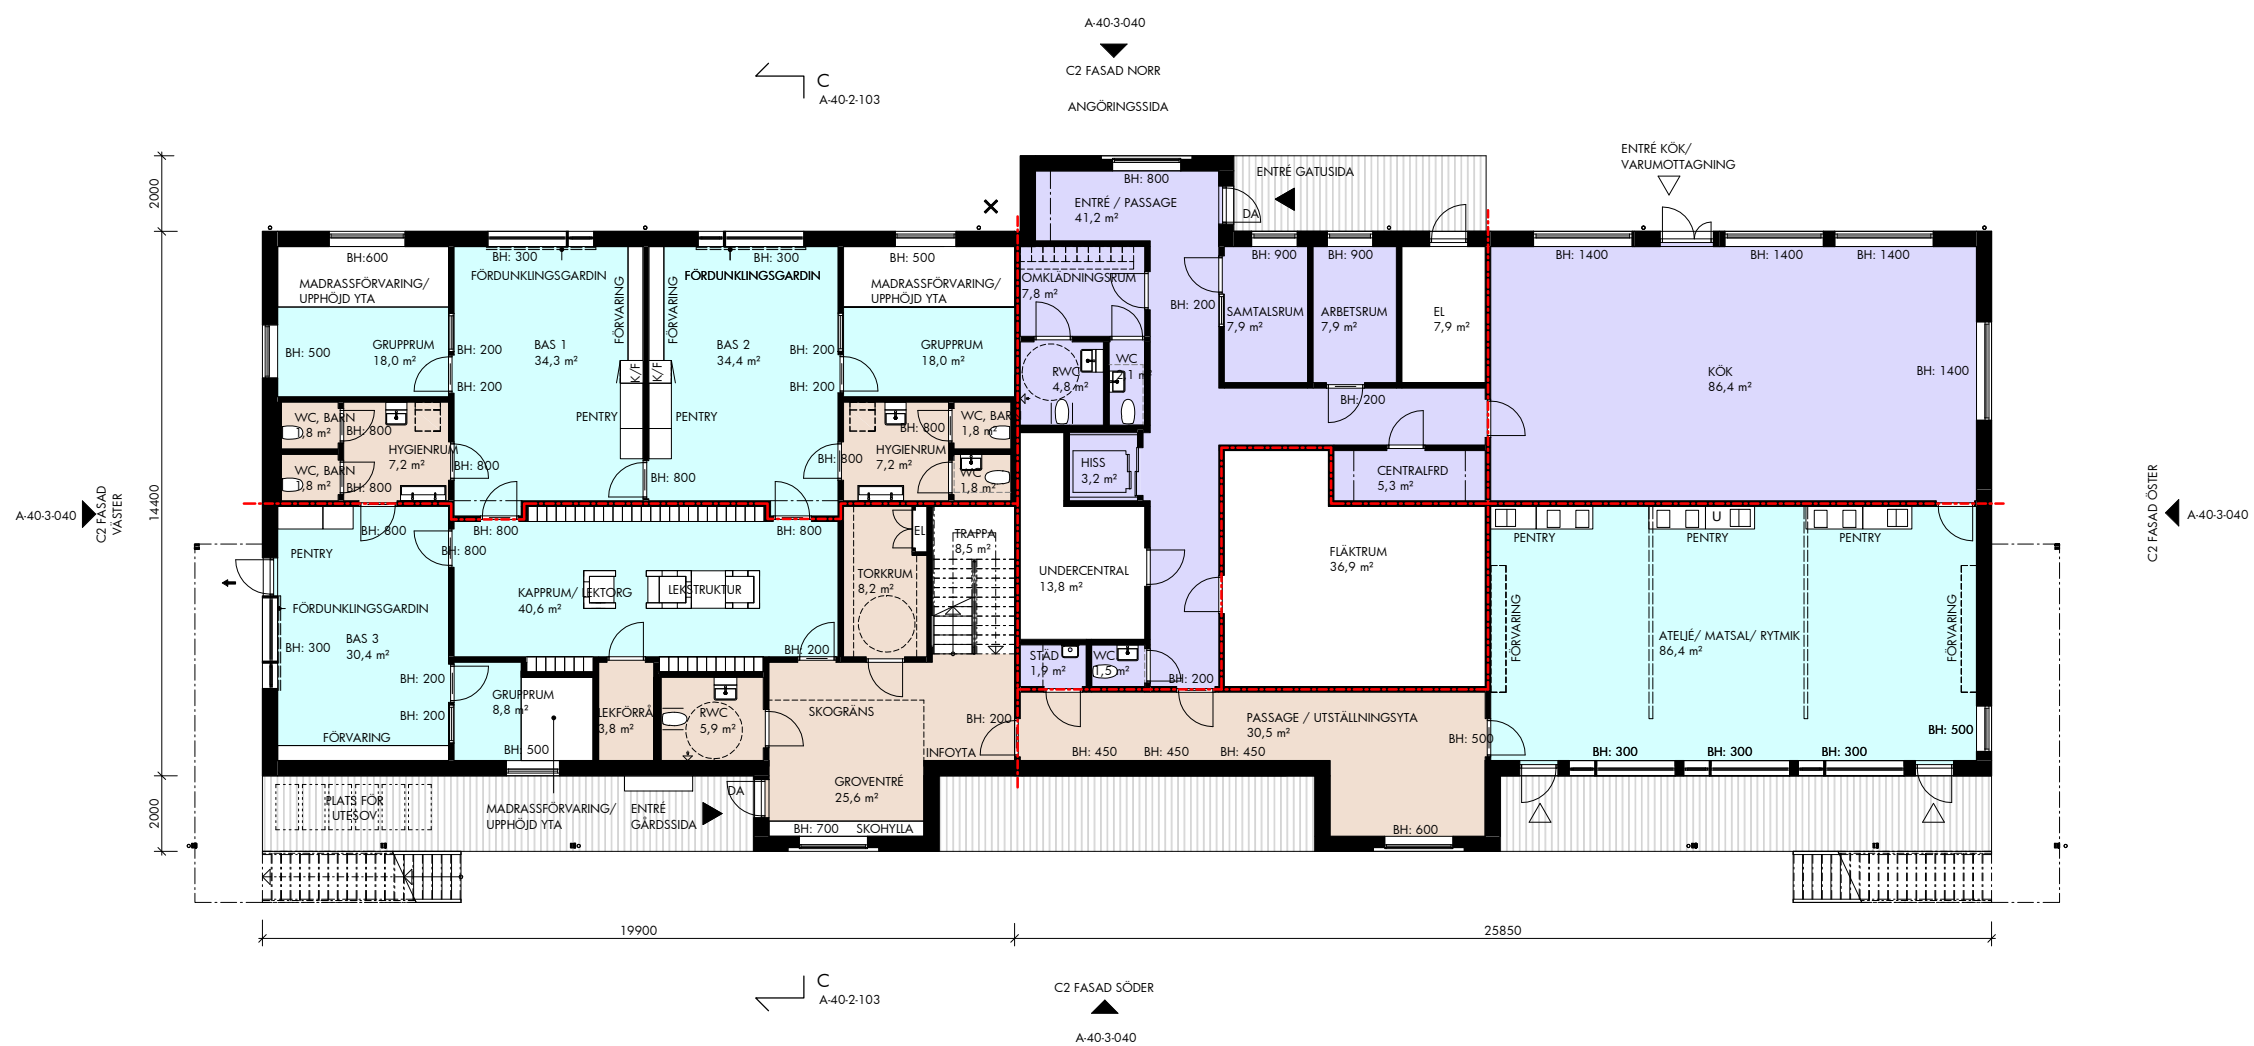 A-40-3-040
C2 FASAD NORR
ANGÖRINGSSIDA
C
A-40-2-103
ENTRÉ KÖK/
VARUMOTTAGNING
2000
14400
2000
A-40-3-040
C2 FASAD
VÄSTER
C2 FASAD ÖSTER
A-40-3-040
BH: 800
ENTRÉ / PASSAGE
41,2 m²
ENTRÉ GATUSIDA
DA
BH:600
MADRASSFÖRVARING/
UPPHÖJD YTA
BH: 300
FÖRDUNKLINGSGARDIN
FÖRVARING
FÖRVARING
BH: 300
FÖRDUNKLINGSGARDIN
BH: 500
MADRASSFÖRVARING/
UPPHÖJD YTA
OMKLÄDNINGSRUM
7,8 m²
BH: 200
BH: 900
SAMTALSRUM
7,9 m²
BH: 900
ARBETSRUM
7,9 m²
EL
7,9 m²
BH: 1400
BH: 1400
BH: 1400
KÖK
86,4 m²
BH: 1400
BH: 500
GRUPPRUM
18,0 m²
BH: 200
BH: 200
BAS 1
34,3 m²
K/F
K/F
BAS 2
34,4 m²
BH: 200
BH: 200
GRUPPRUM
18,0 m²
RWC
4,8 m²
WC
2,1 m²
BH: 200
PENTRY
PENTRY
WC, BARN
1,8 m²
BH: 800
HYGIENRUM
7,2 m²
BH: 800
WC, BARN
1,8 m²
BH: 800
BH: 800
BH: 800
HYGIENRUM
7,2 m²
BH: 800
WC, BAR
1,8 m²
WC
1,8 m²
HISS
3,2 m²
CENTRALFRD
5,3 m²
BH: 800
BH: 800
BH: 800
BH: 800
PENTRY
EL
TRAPPA
8,5 m²
FLÄKTRUM
36,9 m²
U
PENTRY
PENTRY
PENTRY
KAPPRUM/ LEKTORG
40,6 m²
LEKSTRUKTUR
TORKRUM
8,2 m²
UNDERCENTRAL
13,8 m²
FÖRDUNKLINGSGARDIN
BH: 300
BAS 3
30,4 m²
BH: 200
BH: 200
FÖRVARING
FÖRVARING
ATELJÉ/ MATSAL/ RYTMIK
86,4 m²
FÖRVARING
BH: 200
STÄD
1,9 m²
WC
1,5 m²
BH: 200
GRUPPRUM
8,8 m²
BH: 500
LEKFÖRRÅ
3,8 m²
RWC
5,9 m²
SKOGRÄNS
BH: 200
INFOYTA
PASSAGE / UTSTÄLLNINGSYTA
30,5 m²
BH: 450
BH: 450
BH: 450
BH: 500
BH: 300
BH: 300
BH: 300
BH: 500
GROVENTRÉ
25,6 m²
DA
PLATS FÖR
UTESOV
MADRASSFÖRVARING/
UPPHÖJD YTA
ENTRÉ
GÅRDSSIDA
BH: 700
SKOHYLLA
BH: 600
19900
25850
C
A-40-2-103
C2 FASAD SÖDER
A-40-3-040